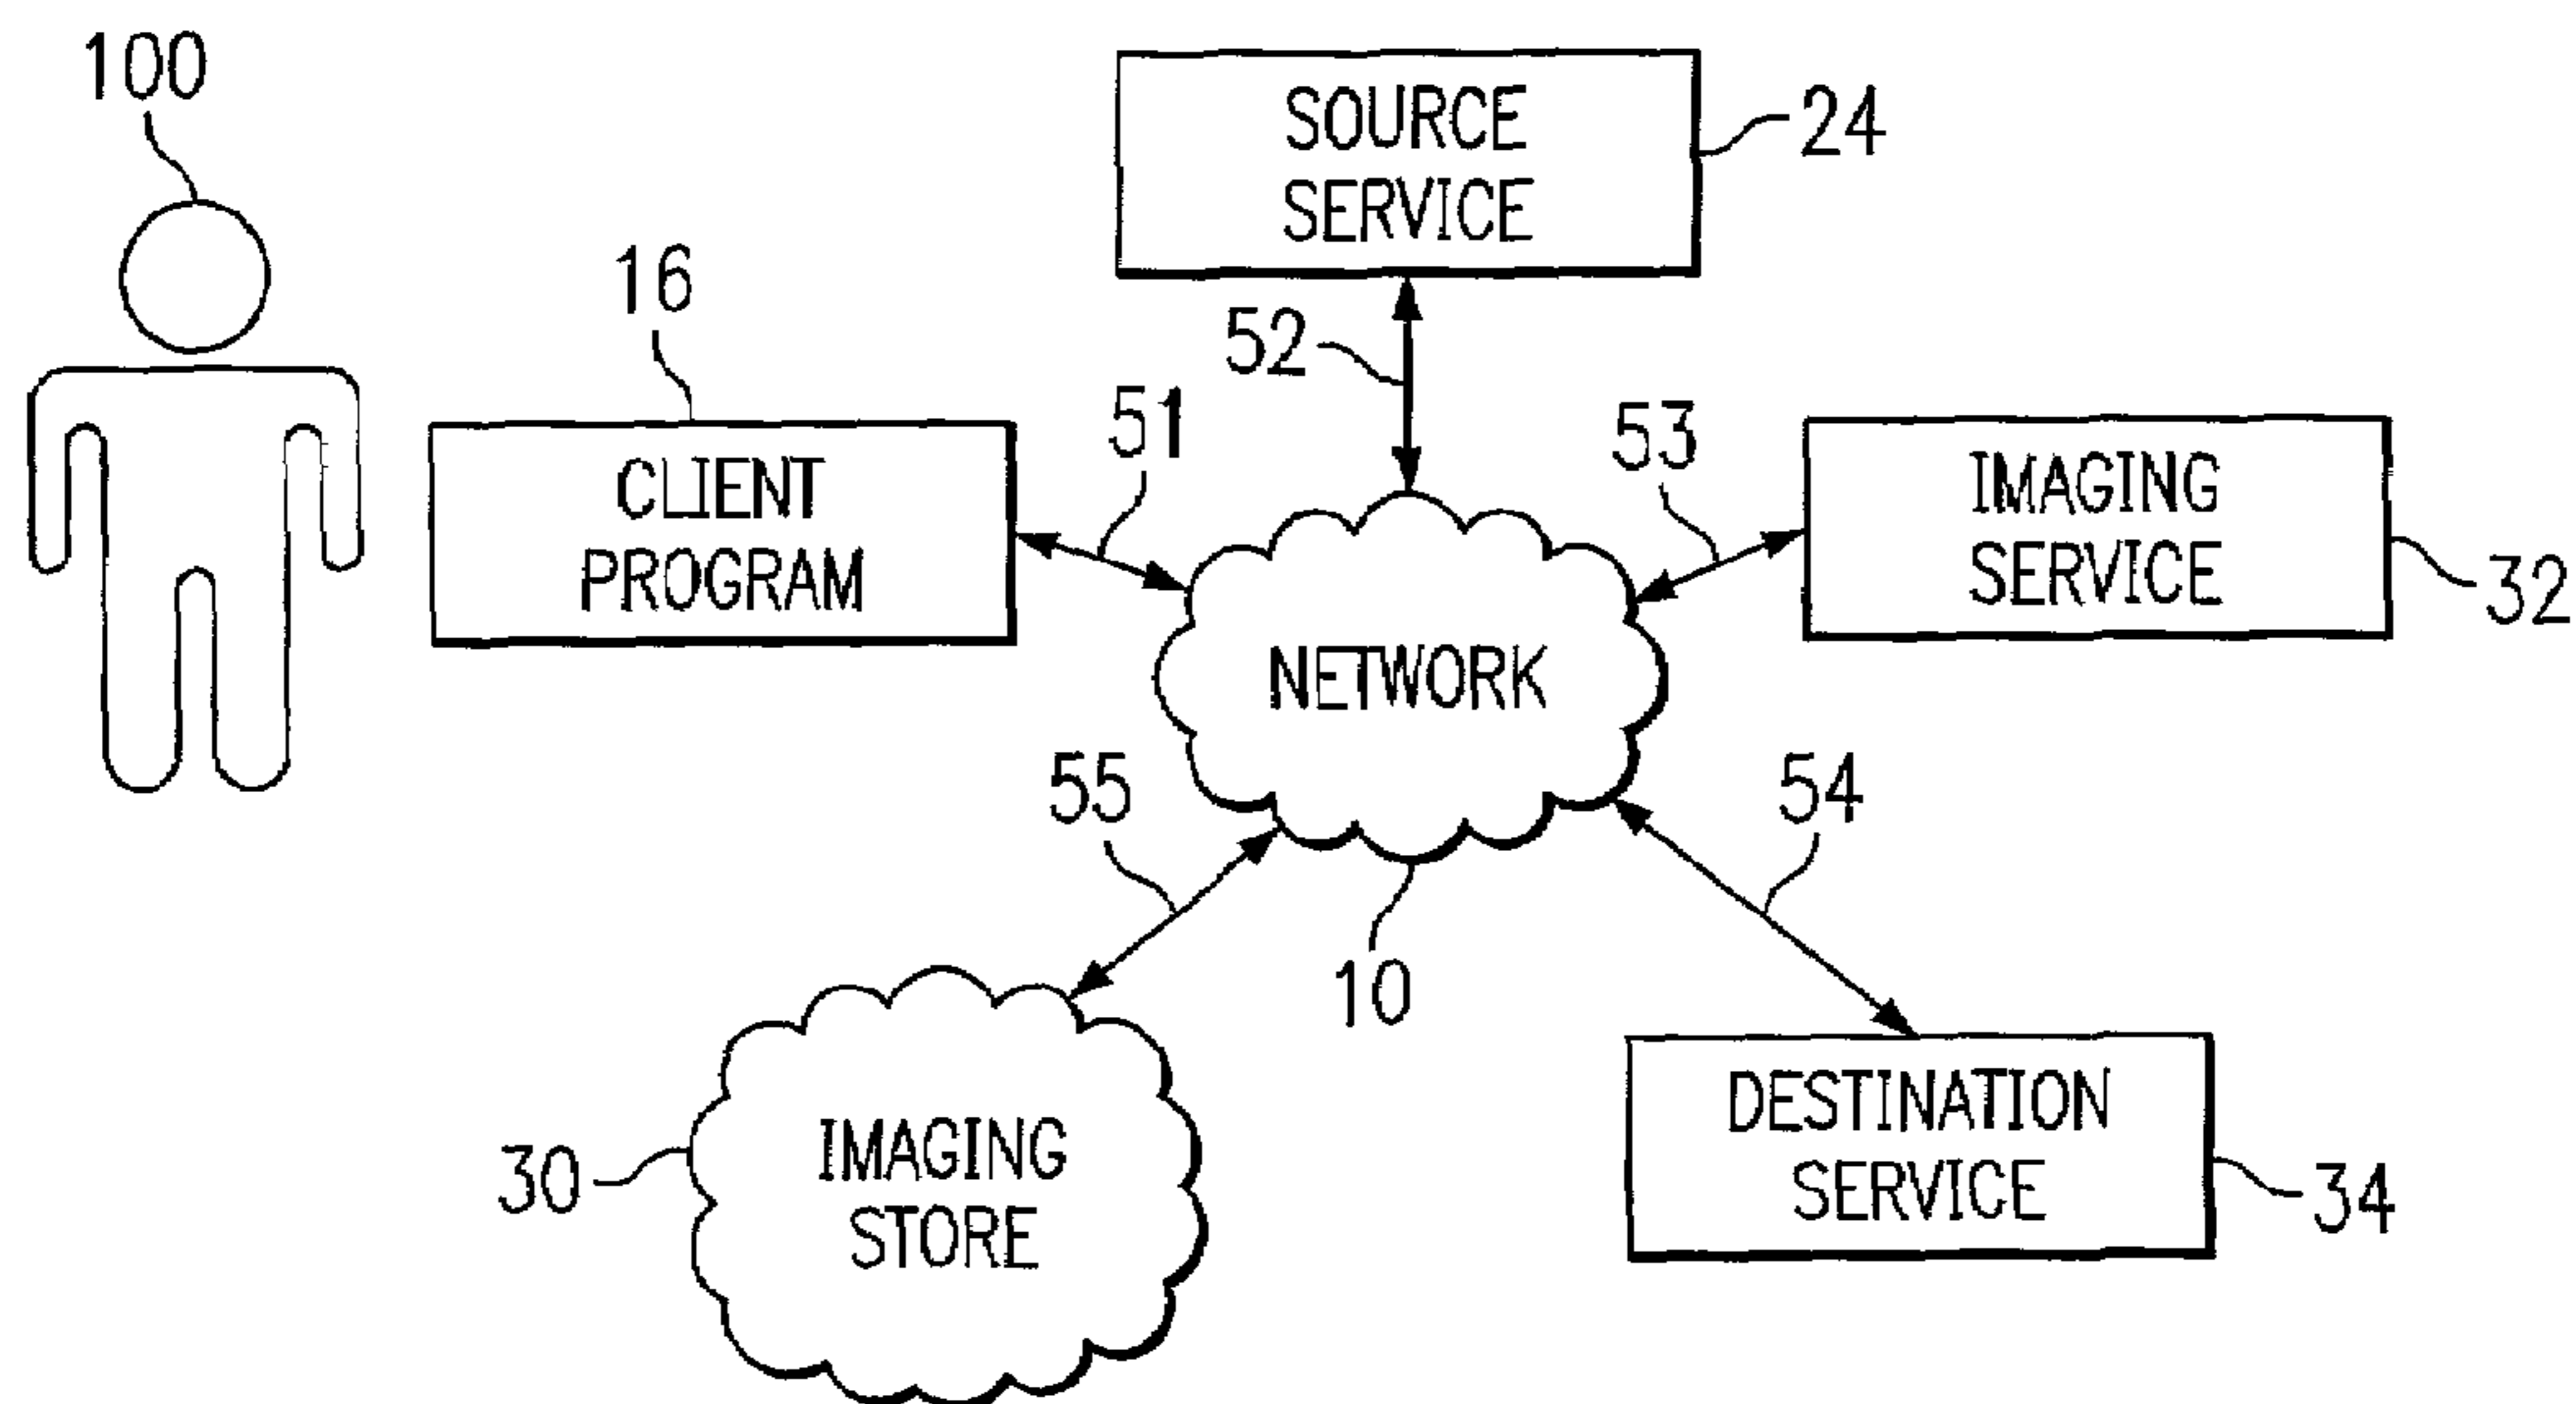 100
SOURCE
SERVICE
24
16
52
CLIENT
PROGRAM
51
53
IMAGING
SERVICE
32
NETWORK
55
54
10
IMAGING
STORE
30
DESTINATION
SERVICE
34